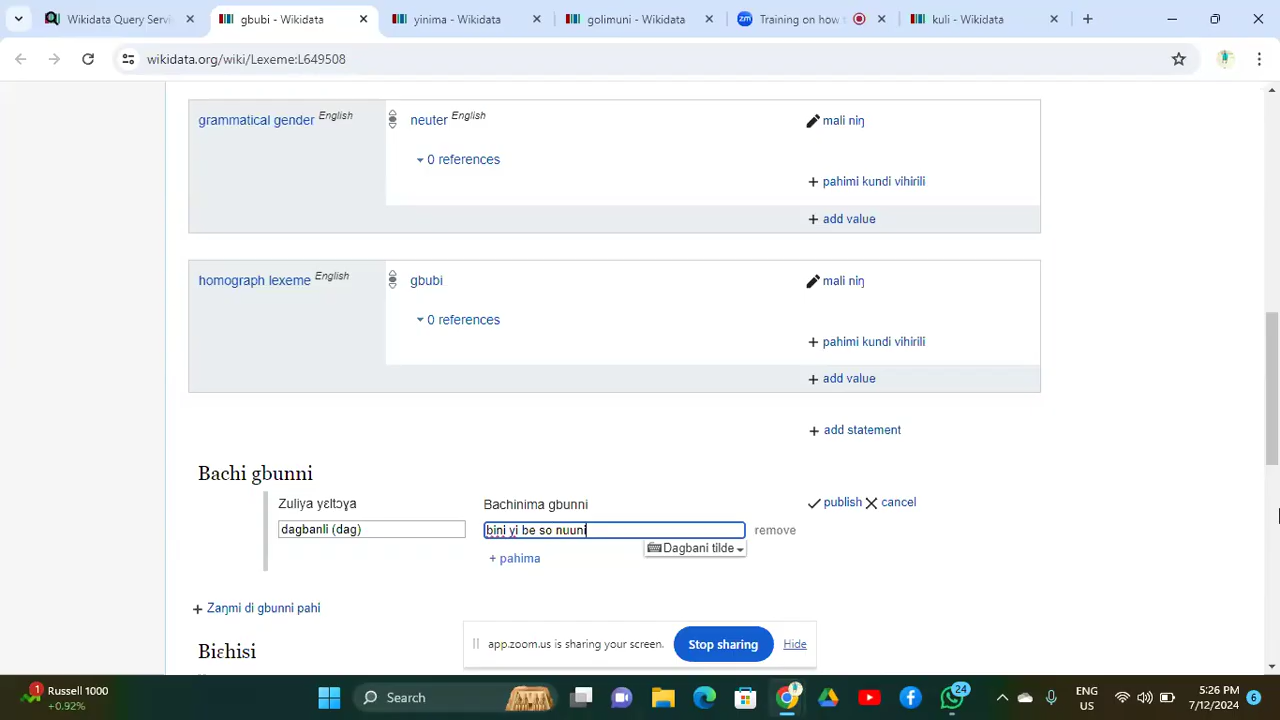 Wikidata Query Servi
gbubi - Wikidata
yinima - Wikidata
golimuni - Wikidata
Training on how t
kuli - Wikidata
wikidata.org/wiki/Lexeme:L649508
grammatical gender English
neuter English
mali niŋ
0 references
+ pahimi kundi vihirili
+ add value
homograph lexeme English
gbubi
mali niŋ
0 references
+ pahimi kundi vihirili
+ add value
+ add statement
Bachi gbunni
Zuliya yɛltɔɣa
Bachinima gbunni
publish
cancel
dagbanli (dag)
bini yi be so nuuni
remove
Dagbani tilde
+ pahima
+ Zaŋmi di gbunni pahi
app.zoom.us is sharing your screen.
Stop sharing
Hide
Biɛhisi
1
Russell 1000
+0.92%
Search
24
ENG
US
5:26 PM
7/12/2024
6